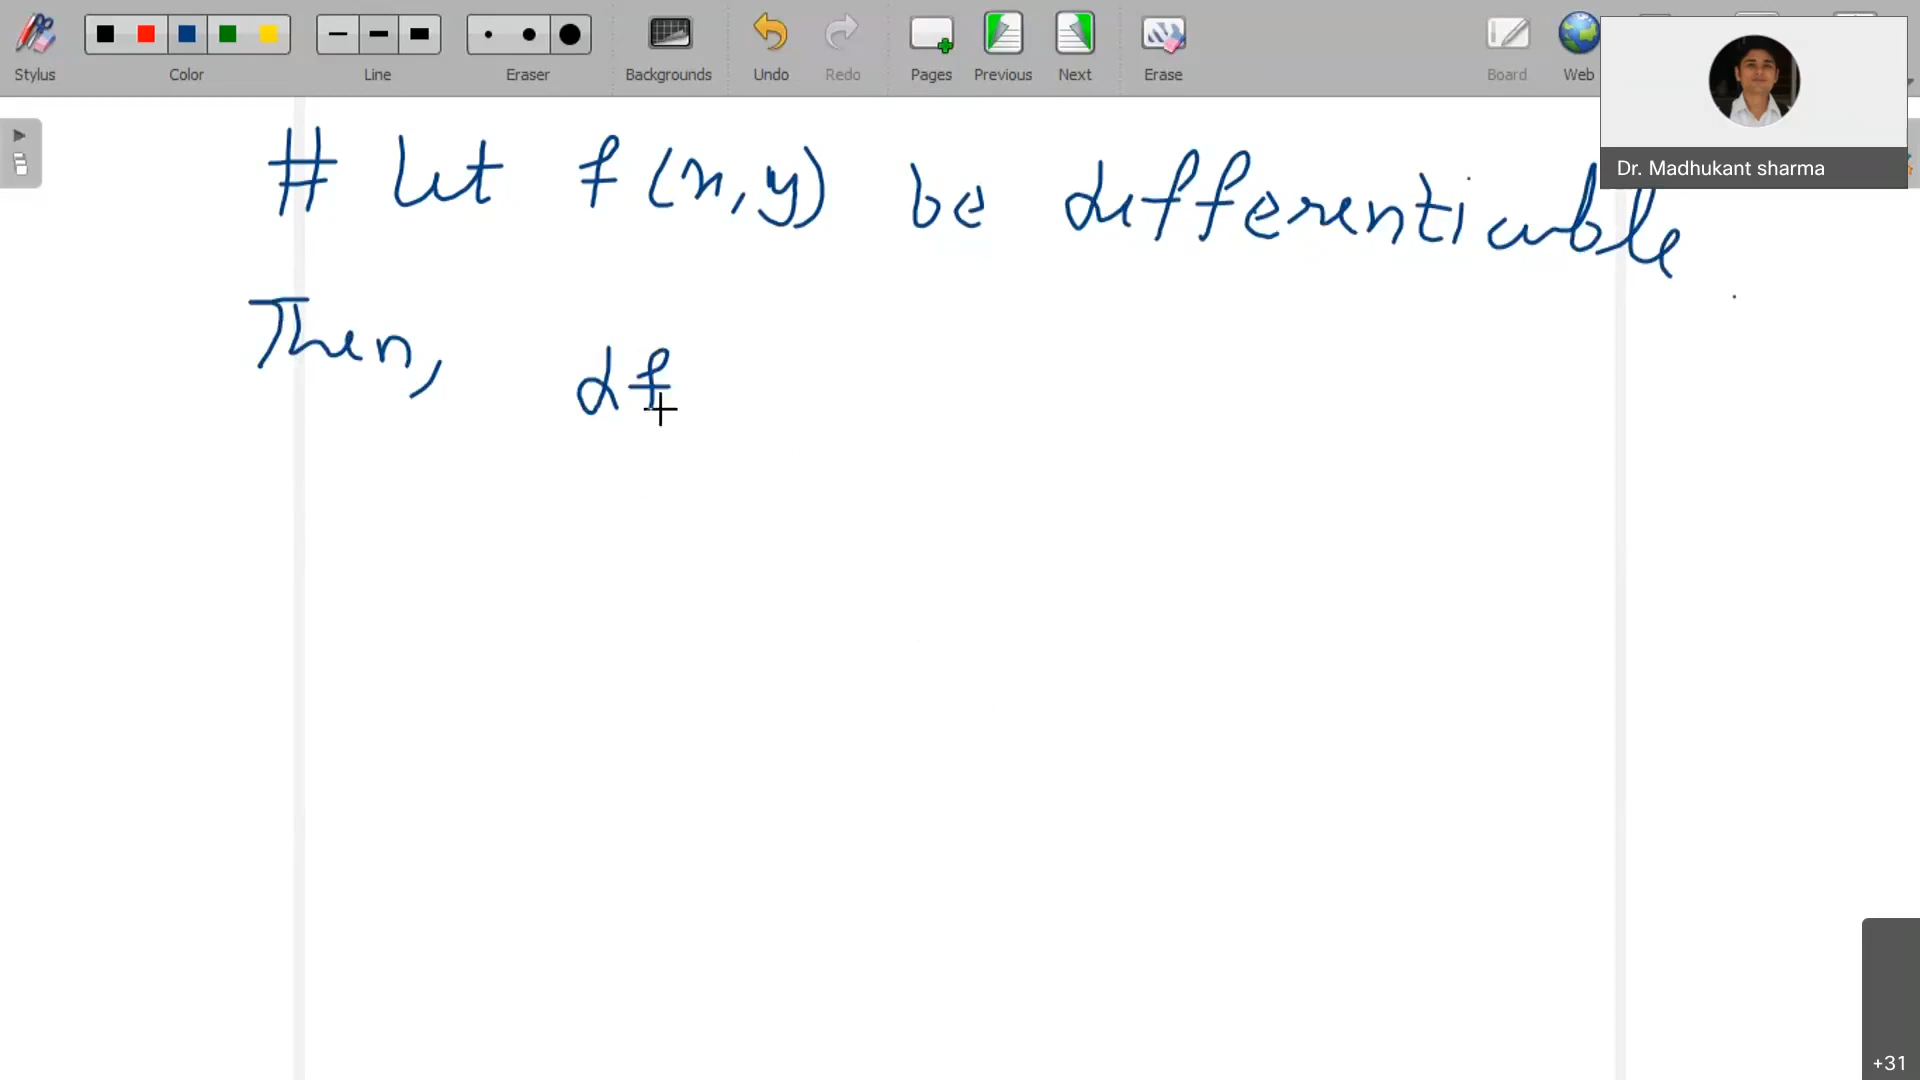 Stylus Color Line Eraser Backgrounds Undo Redo Pages Previous Next Erase Board Web
Dr. Madhukant sharma
# Let f(x,y) be differentiable
Then, df
+31